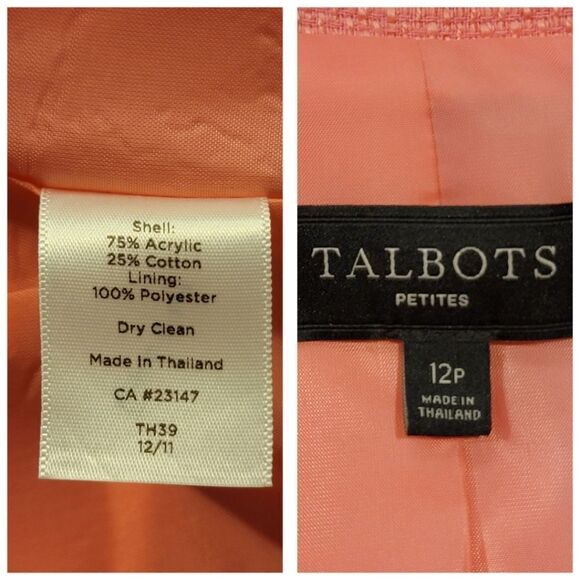 Shell:
75% Acrylic
25% Cotton
Lining:
100% Polyester
Dry Clean
Made In Thailand
CA #23147
TH39
12/11
TALBOTS
PETITES
12P
MADE IN
THAILAND